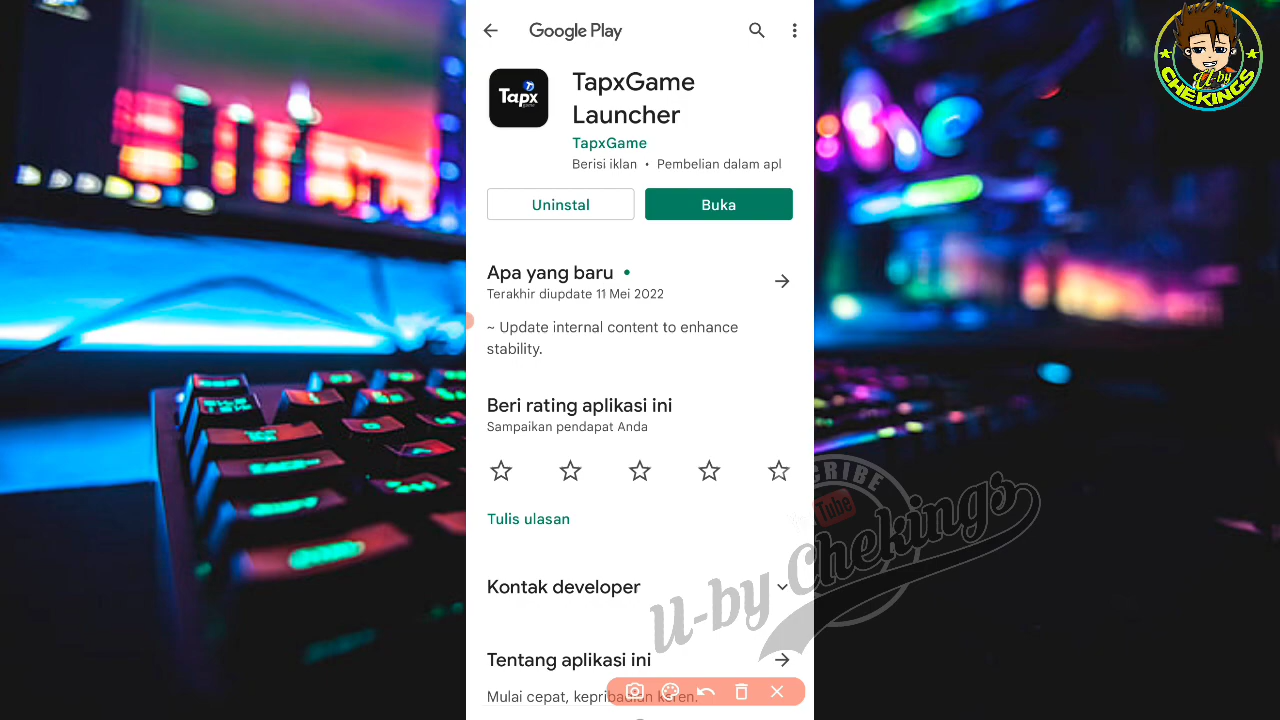 Google Play
Tapx
game
TapxGame
Launcher
TapxGame
Berisi iklan • Pembelian dalam apl
Uninstal
Buka
Apa yang baru •
Terakhir diupdate 11 Mei 2022
~ Update internal content to enhance
stability.
Beri rating aplikasi ini
Sampaikan pendapat Anda
Tulis ulasan
Kontak developer
Tentang aplikasi ini
Mulai cepat, kepribadian keren.
U-by
CHEKINGS
U-by Chekings